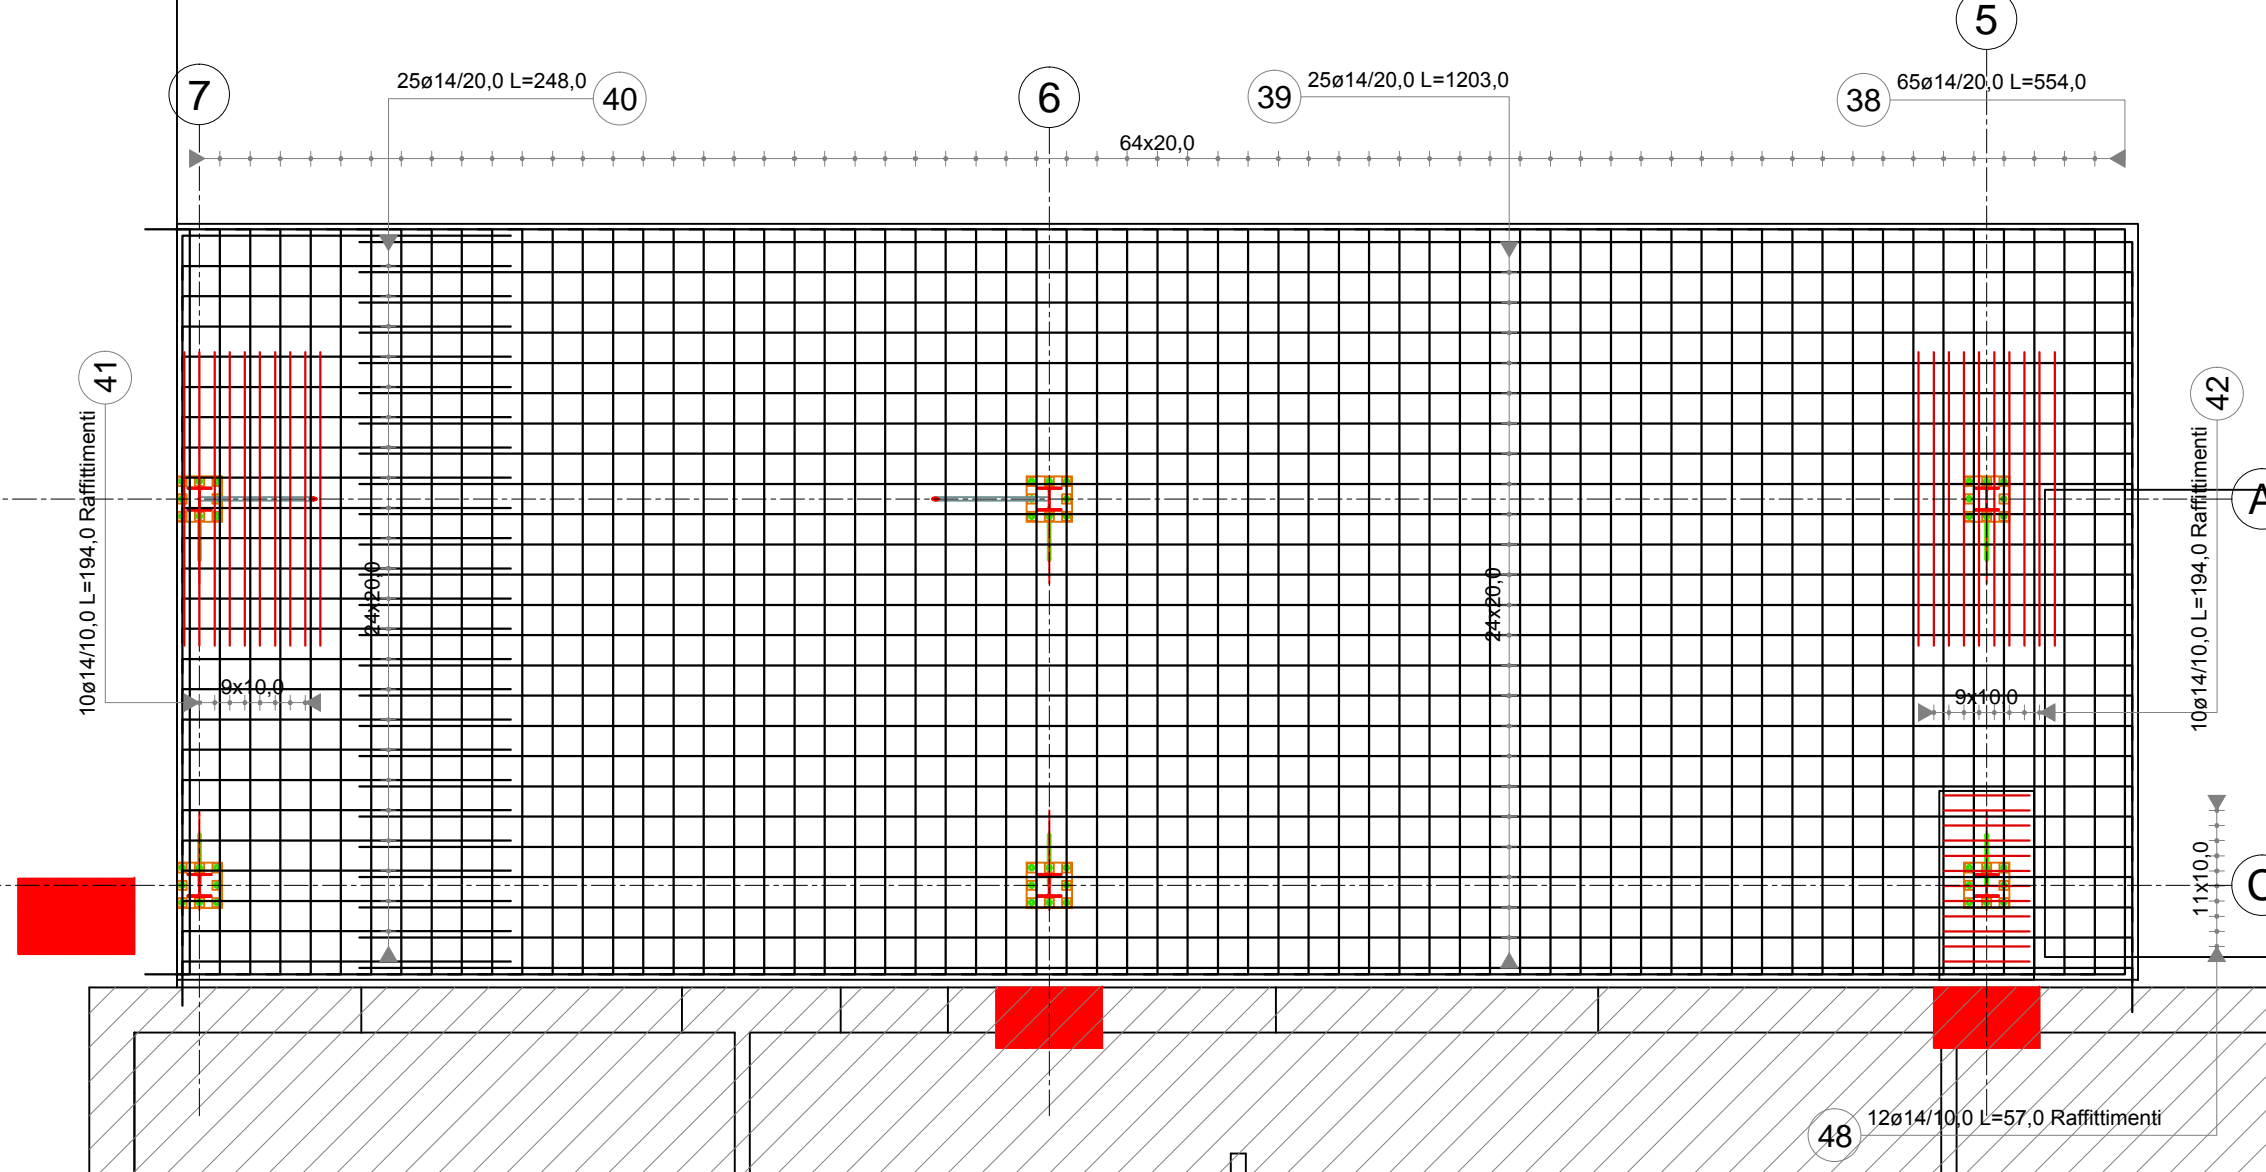 5
7
25ø14/20,0 L=248,0
40
6
39
25ø14/20,0 L=1203,0
38
65ø14/20,0 L=554,0
64x20,0
41
10ø14/10,0 L=194,0 Raffittimenti
9x10,0
24x20,0
24x20,0
42
10ø14/10,0 L=194,0 Raffittimenti
9x10,0
A
11x10,0
C
48
12ø14/10,0 L=57,0 Raffittimenti